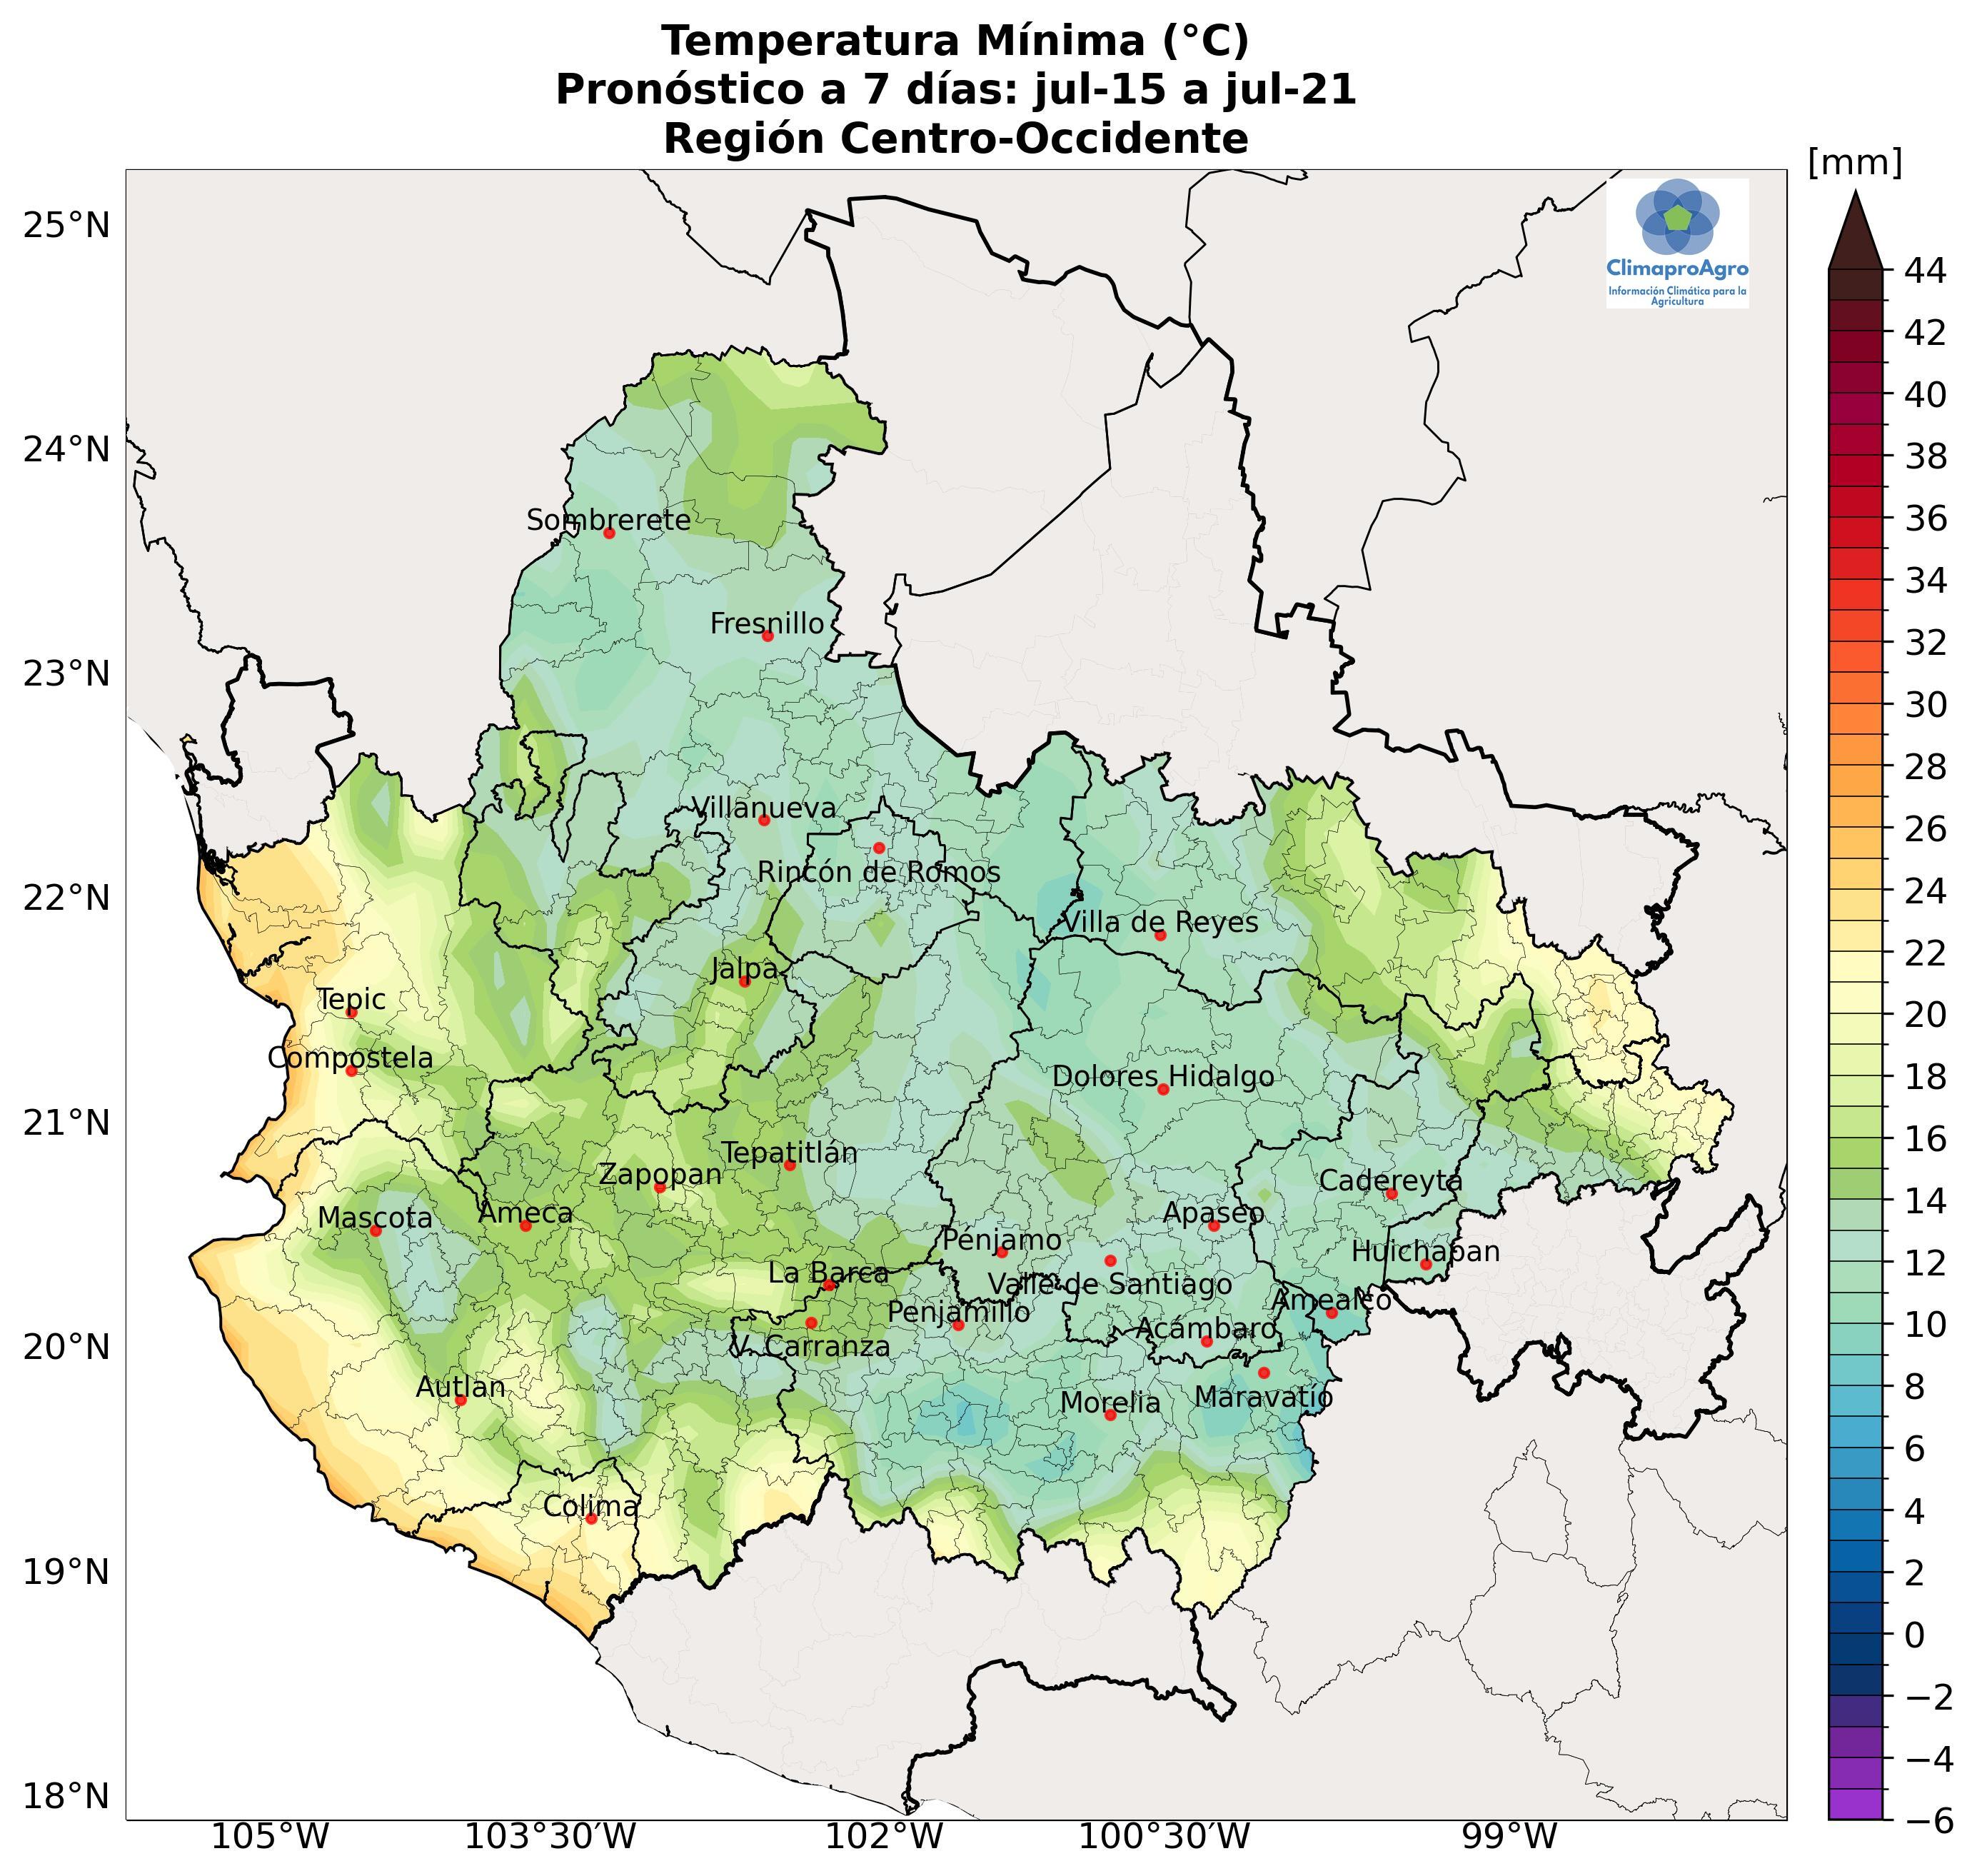 Temperatura Mínima (°C)
Pronóstico a 7 días: jul-15 a jul-21
Región Centro-Occidente
[mm]
ClimaproAgro
Información Climática para la
Agricultura
25°N
24°N
23°N
22°N
21°N
20°N
19°N
18°N
Sombrerete
Fresnillo
Villanueva
Rincón de Romos
Villa de Reyes
Jalpa
Tepic
Compostela
Dolores Hidalgo
Tepatitlán
Zapopan
Cadereyta
Mascota
Ameca
Apaseo
Pénjamo
Huichapan
La Barca
Valle de Santiago
Amealco
Penjamillo
Acámbaro
V. Carranza
Autlan
Morelia
Maravatío
Colima
105°W
103°30′W
102°W
100°30′W
99°W
44
42
40
38
36
34
32
30
28
26
24
22
20
18
16
14
12
10
8
6
4
2
0
−2
−4
−6